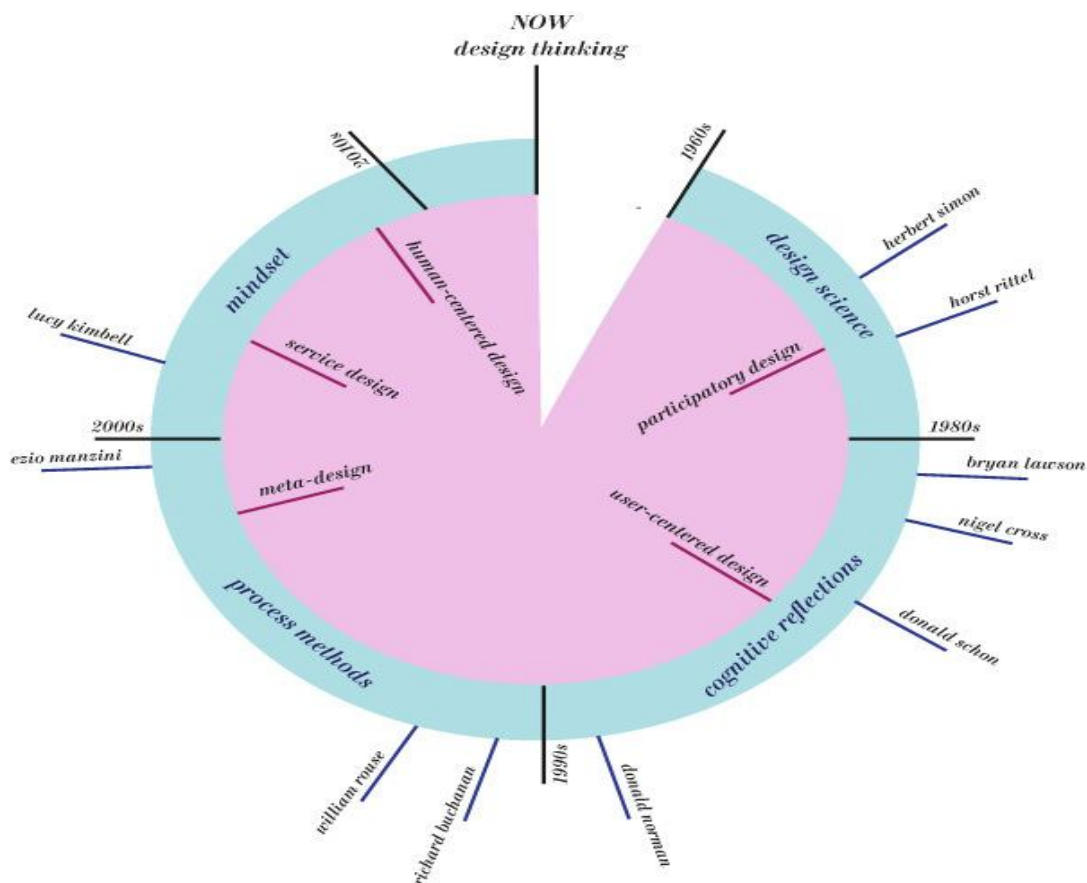 NOW
design thinking
1960s
design science
herbert simon
horst rittel
participatory design
1980s
bryan lawson
nigel cross
donald schon
user-centered design
cognitive reflections
donald norman
1990s
richard buchanan
william rouse
process methods
meta-design
ezio manzini
2000s
lucy kimbell
service design
mindset
human-centered design
2010s